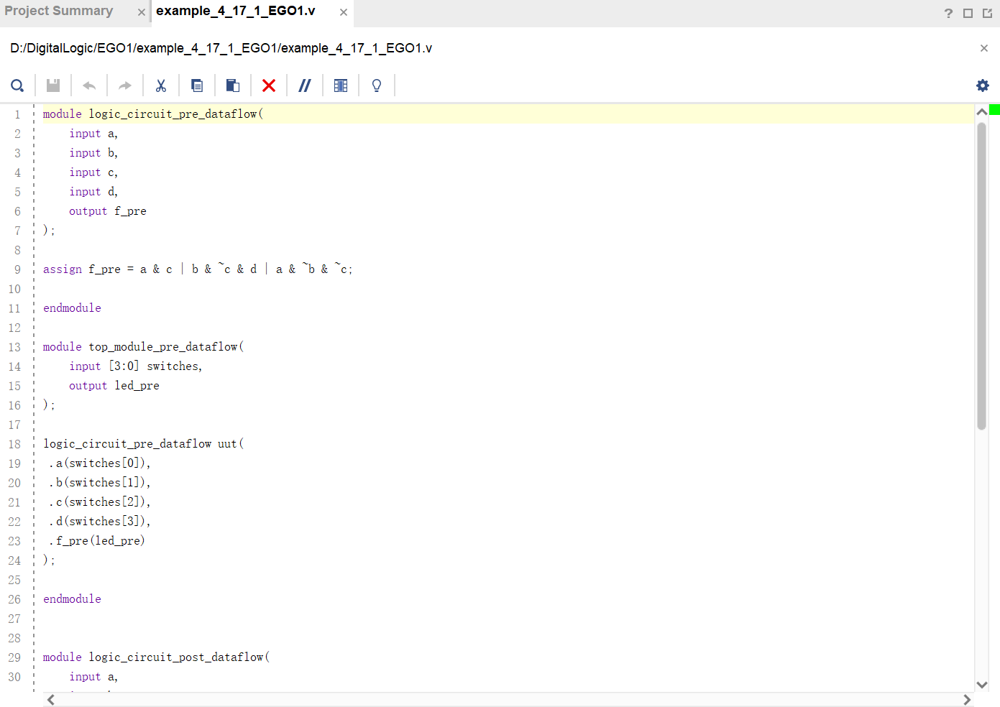 Project Summary × example_4_17_1_EGO1.v ×
D:/DigitalLogic/EGO1/example_4_17_1_EGO1/example_4_17_1_EGO1.v
1 module logic_circuit_pre_dataflow(
2     input a,
3     input b,
4     input c,
5     input d,
6     output f_pre
7 );
8
9 assign f_pre = a & c | b & ~c & d | a & ~b & ~c;
10
11 endmodule
12
13 module top_module_pre_dataflow(
14     input [3:0] switches,
15     output led_pre
16 );
17
18 logic_circuit_pre_dataflow uut(
19  .a(switches[0]),
20  .b(switches[1]),
21  .c(switches[2]),
22  .d(switches[3]),
23  .f_pre(led_pre)
24 );
25
26 endmodule
27
28
29 module logic_circuit_post_dataflow(
30     input a,